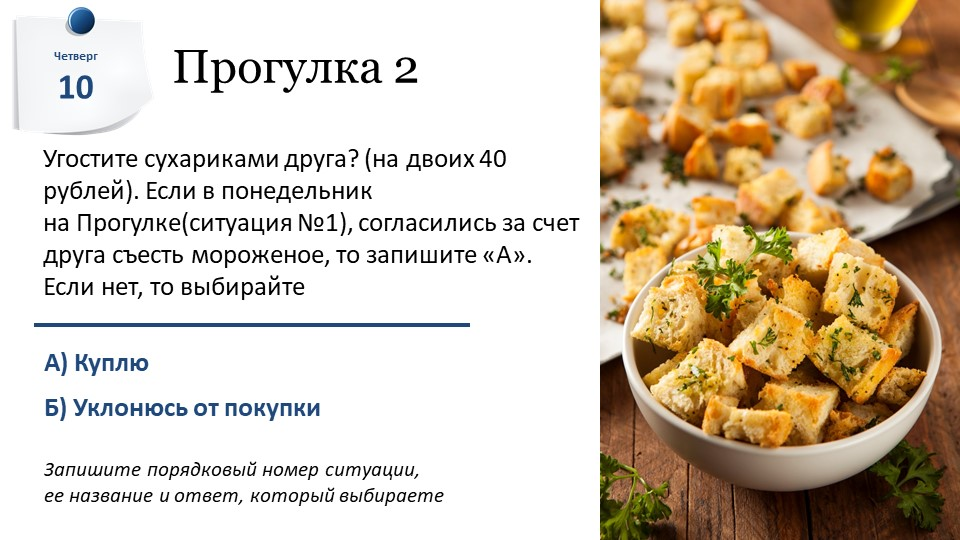 Четверг
10
Прогулка 2
Угостите сухариками друга? (на двоих 40
рублей). Если в понедельник
на Прогулке(ситуация №1), согласились за счет
друга съесть мороженое, то запишите «А».
Если нет, то выбирайте
А) Куплю
Б) Уклонюсь от покупки
Запишите порядковый номер ситуации,
ее название и ответ, который выбираете